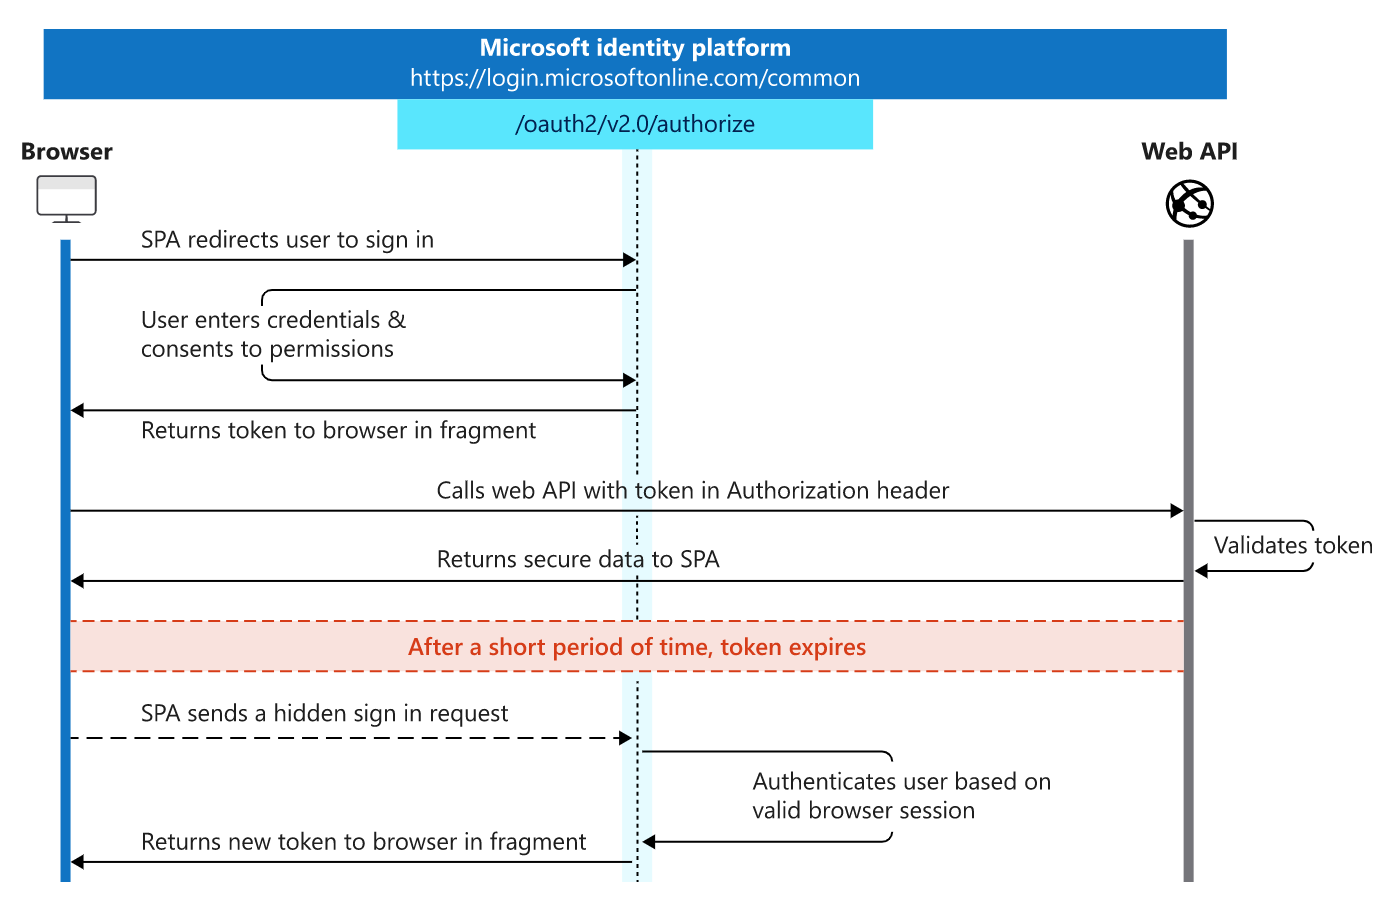 Microsoft identity platform
https://login.microsoftonline.com/common
/oauth2/v2.0/authorize
Browser
Web API
SPA redirects user to sign in
User enters credentials &
consents to permissions
Returns token to browser in fragment
Calls web API with token in Authorization header
Validates token
Returns secure data to SPA
After a short period of time, token expires
SPA sends a hidden sign in request
Authenticates user based on
valid browser session
Returns new token to browser in fragment